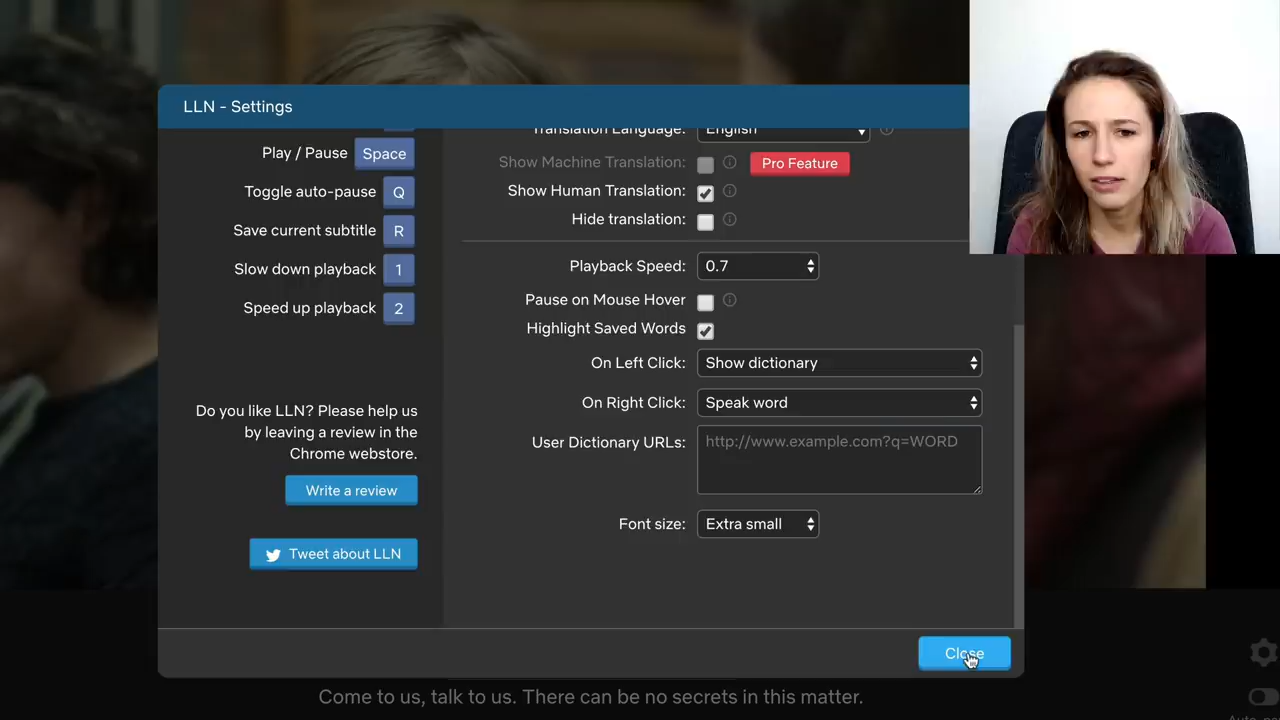 LLN - Settings
Play / Pause Space
Toggle auto-pause Q
Save current subtitle R
Slow down playback 1
Speed up playback 2
Do you like LLN? Please help us
by leaving a review in the
Chrome webstore.
Write a review
Tweet about LLN
Translation Language: English
Show Machine Translation: Pro Feature
Show Human Translation:
Hide translation:
Playback Speed: 0.7
Pause on Mouse Hover
Highlight Saved Words
On Left Click: Show dictionary
On Right Click: Speak word
User Dictionary URLs: http://www.example.com?q=WORD
Font size: Extra small
Close
Come to us, talk to us. There can be no secrets in this matter.